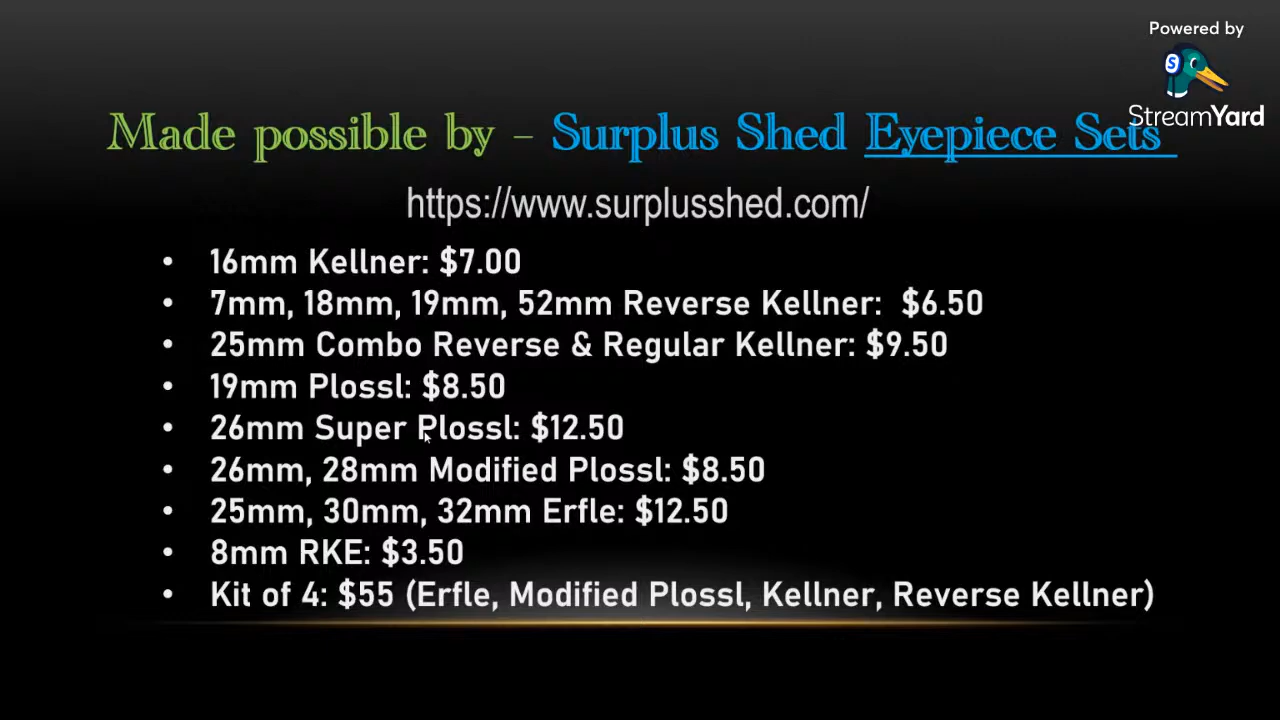 Powered by
S
StreamYard
Made possible by – Surplus Shed Eyepiece Sets
https://www.surplusshed.com/
• 16mm Kellner: $7.00
• 7mm, 18mm, 19mm, 52mm Reverse Kellner:  $6.50
• 25mm Combo Reverse & Regular Kellner: $9.50
• 19mm Plossl: $8.50
• 26mm Super Plossl: $12.50
• 26mm, 28mm Modified Plossl: $8.50
• 25mm, 30mm, 32mm Erfle: $12.50
• 8mm RKE: $3.50
• Kit of 4: $55 (Erfle, Modified Plossl, Kellner, Reverse Kellner)